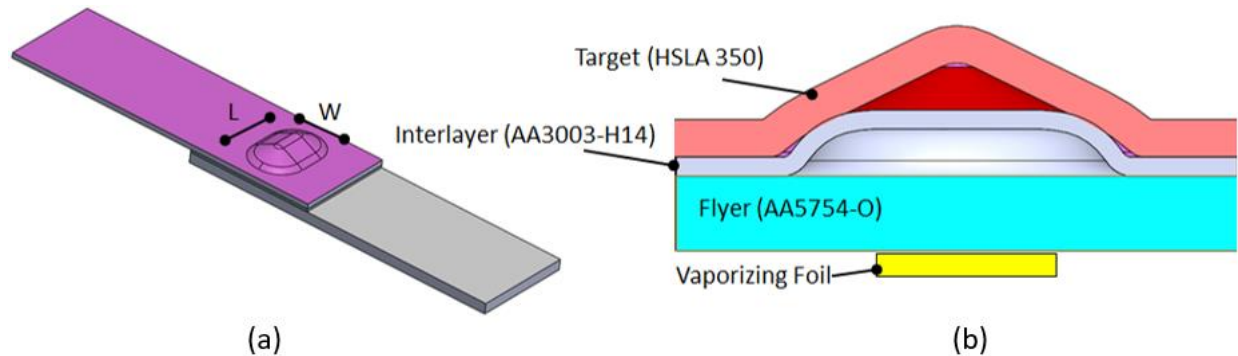 L
W
(a)
Target (HSLA 350)
Interlayer (AA3003-H14)
Flyer (AA5754-O)
Vaporizing Foil
(b)